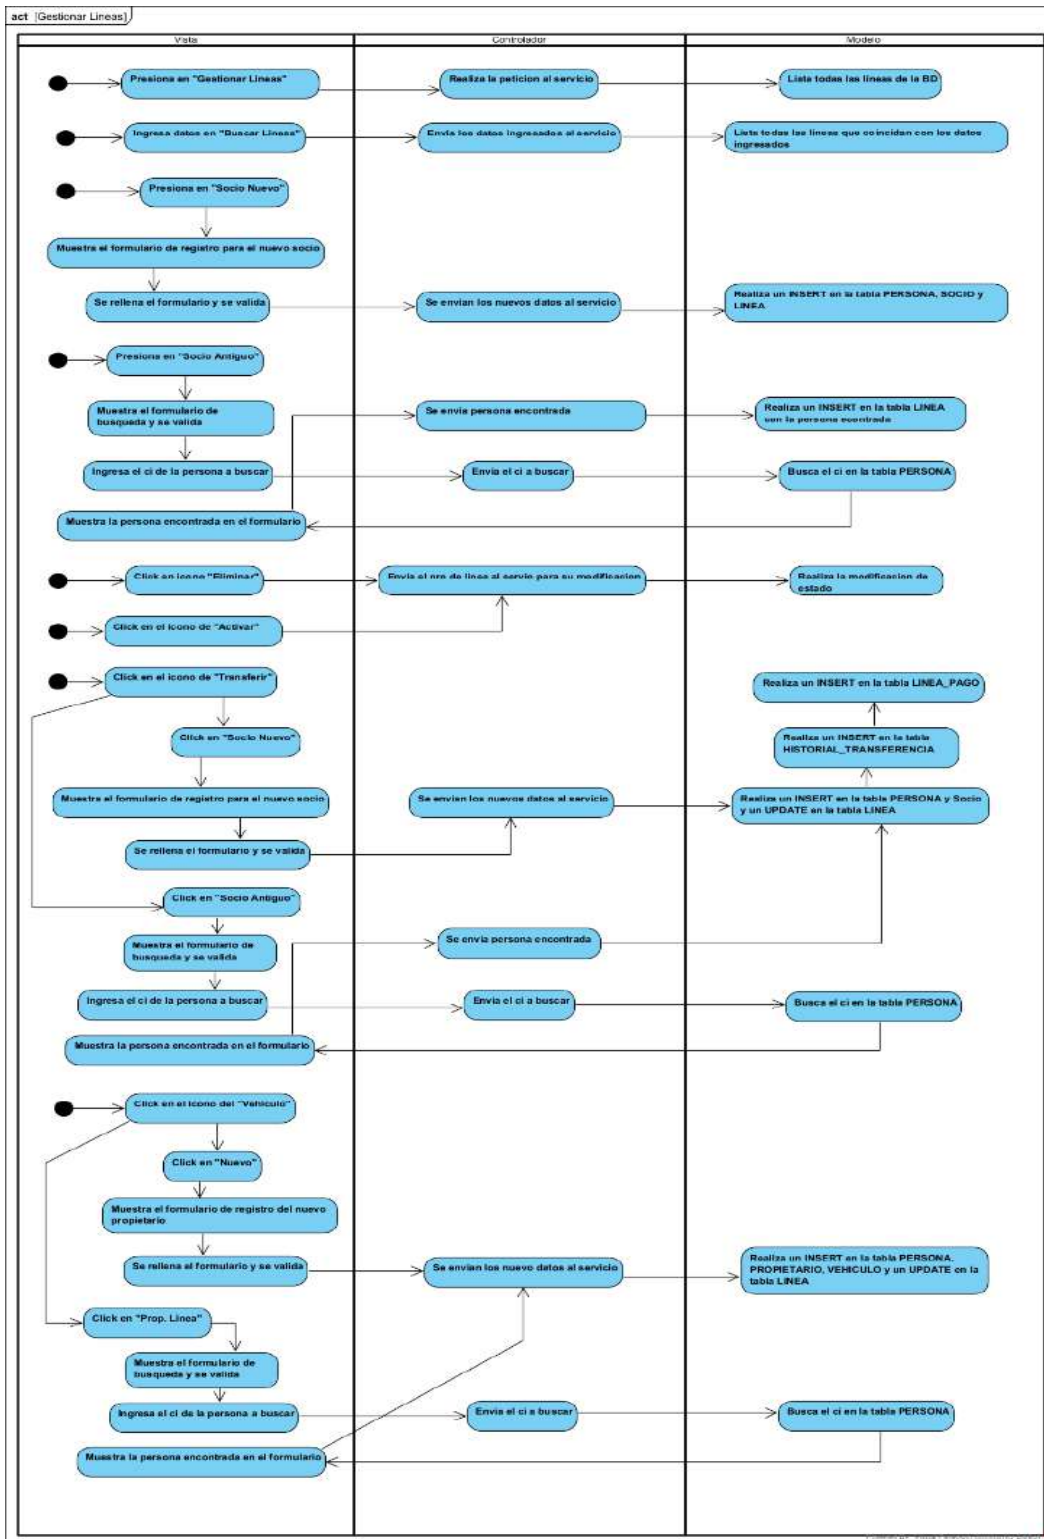 act [Gestionar Lineas]
Vista
Controlador
Modelo
Presiona en "Gestionar Lineas"
Realiza la peticion al servicio
Lista todas las lineas de la BD
Ingresa datos en "Buscar Lineas"
Envia los datos ingresados al servicio
Lista todas las lineas que coincidan con los datos
ingresados
Presiona en "Socio Nuevo"
Muestra el formulario de registro para el nuevo socio
Se rellena el formulario y se valida
Se envian los nuevos datos al servicio
Realiza un INSERT en la tabla PERSONA, SOCIO y
LINEA
Presiona en "Socio Antiguo"
Muestra el formulario de
busqueda y se valida
Se envia persona encontrada
Realiza un INSERT en la tabla LINEA
con la persona econtrada
Ingresa el ci de la persona a buscar
Envia el ci a buscar
Busca el ci en la tabla PERSONA
Muestra la persona encontrada en el formulario
Click en icono "Eliminar"
Envia el nro de linea al servio para su modificacion
Realiza la modificacion de
estado
Click en el icono de "Activar"
Click en el icono de "Transferir"
Realiza un INSERT en la tabla LINEA_PAGO
Click en "Socio Nuevo"
Realiza un INSERT en la tabla
HISTORIAL_TRANSFERENCIA
Muestra el formulario de registro para el nuevo socio
Se envian los nuevos datos al servicio
Realiza un INSERT en la tabla PERSONA y Socio
y un UPDATE en la tabla LINEA
Se rellena el formulario y se valida
Click en "Socio Antiguo"
Muestra el formulario de
busqueda y se valida
Se envia persona encontrada
Ingresa el ci de la persona a buscar
Envia el ci a buscar
Busca el ci en la tabla PERSONA
Muestra la persona encontrada en el formulario
Click en el icono del "Vehiculo"
Click en "Nuevo"
Muestra el formulario de registro del nuevo
propietario
Se rellena el formulario y se valida
Se envian los nuevo datos al servicio
Realiza un INSERT en la tabla PERSONA,
PROPIETARIO, VEHICULO y un UPDATE en la
tabla LINEA
Click en "Prop. Linea"
Muestra el formulario de
busqueda y se valida
Ingresa el ci de la persona a buscar
Envia el ci a buscar
Busca el ci en la tabla PERSONA
Muestra la persona encontrada en el formulario